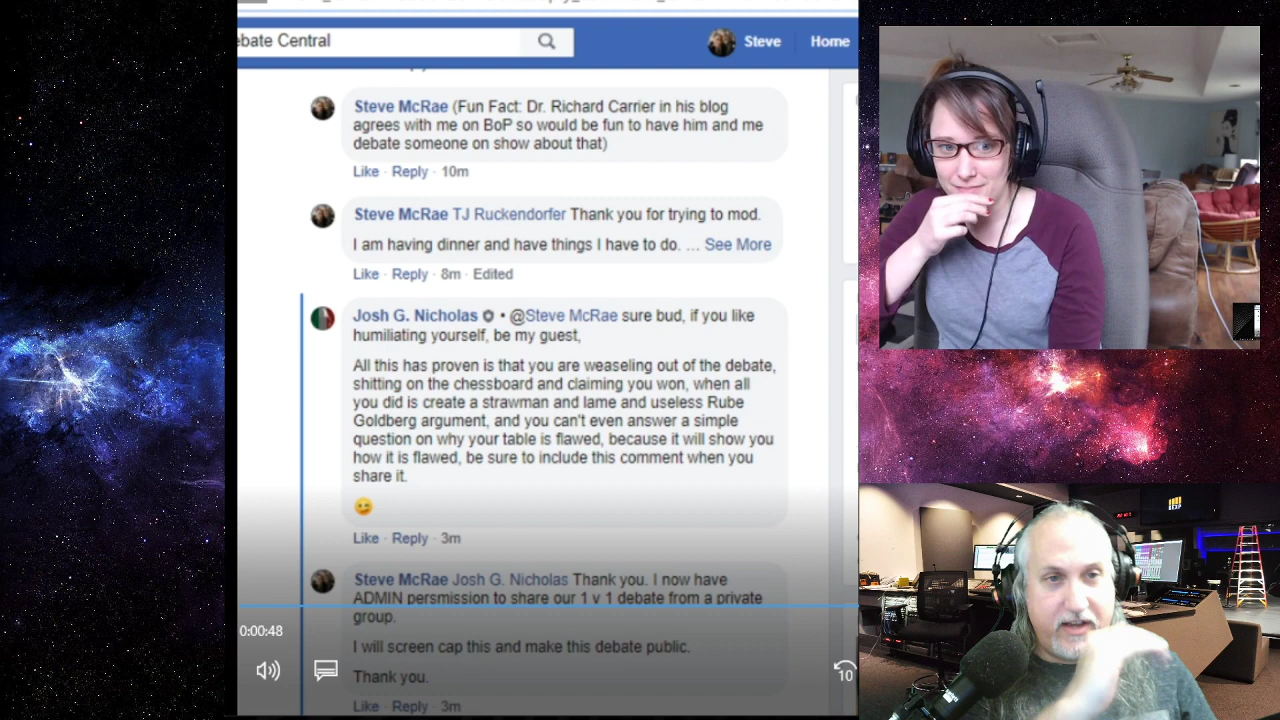 ebate Central
Steve
Home
Steve McRae (Fun Fact: Dr. Richard Carrier in his blog
agrees with me on BoP so would be fun to have him and me
debate someone on show about that)
Like · Reply · 10m
Steve McRae TJ Ruckendorfer Thank you for trying to mod.
I am having dinner and have things I have to do. ... See More
Like · Reply · 8m · Edited
Josh G. Nicholas • @Steve McRae sure bud, if you like
humiliating yourself, be my guest,
All this has proven is that you are weaseling out of the debate,
shitting on the chessboard and claiming you won, when all
you did is create a strawman and lame and useless Rube
Goldberg argument, and you can't even answer a simple
question on why your table is flawed, because it will show you
how it is flawed, be sure to include this comment when you
share it.
Like · Reply · 3m
Steve McRae Josh G. Nicholas Thank you. I now have
ADMIN persmission to share our 1 v 1 debate from a private
group.
I will screen cap this and make this debate public.
Thank you.
Like · Reply · 3m
0:00:48
10